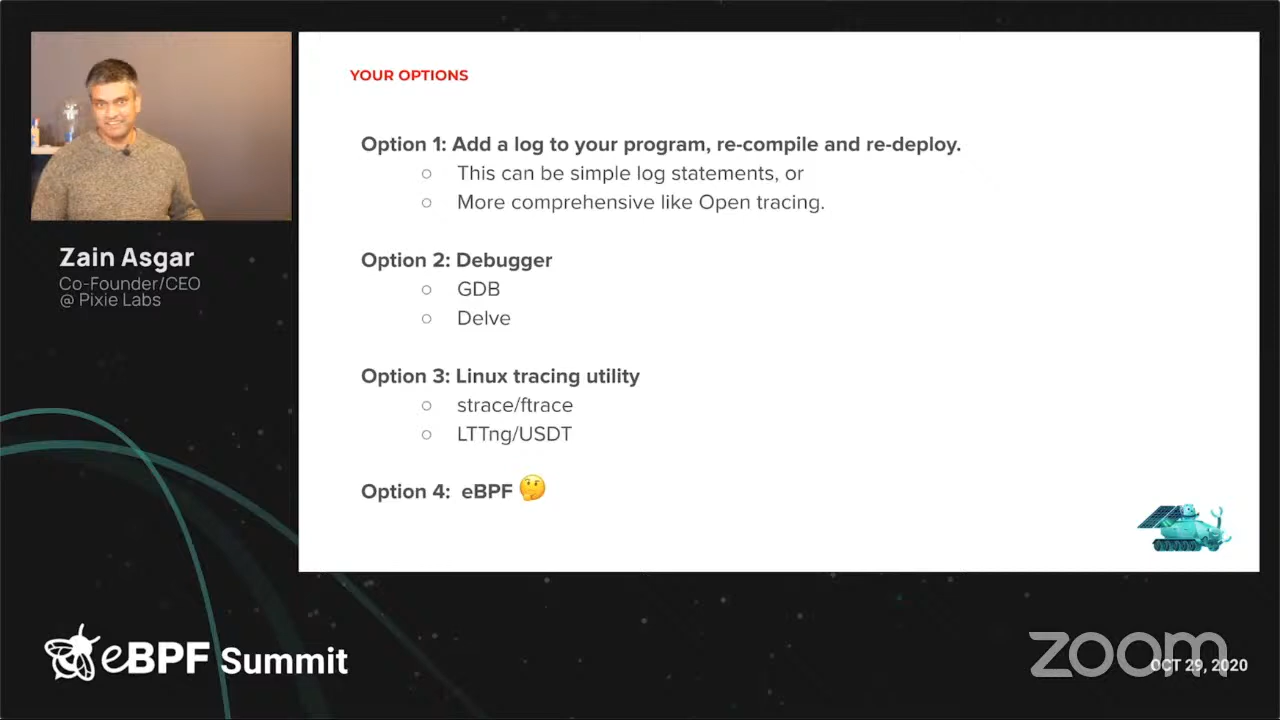 YOUR OPTIONS
Option 1: Add a log to your program, re-compile and re-deploy.
This can be simple log statements, or
More comprehensive like Open tracing.
Option 2: Debugger
GDB
Delve
Option 3: Linux tracing utility
strace/ftrace
LTTng/USDT
Option 4: eBPF 🤔
Zain Asgar
Co-Founder/CEO
@ Pixie Labs
eBPF Summit
zoom
OCT 29, 2020